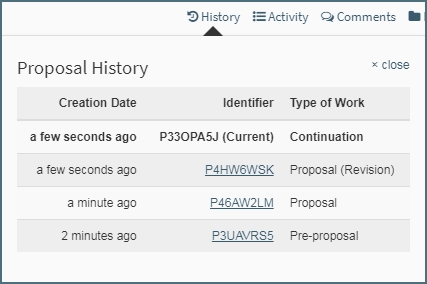 History Activity Comments
Proposal History × close
Creation Date Identifier Type of Work
a few seconds ago P33OPA5J (Current) Continuation
a few seconds ago P4HW6WSK Proposal (Revision)
a minute ago P46AW2LM Proposal
2 minutes ago P3UAVRS5 Pre-proposal